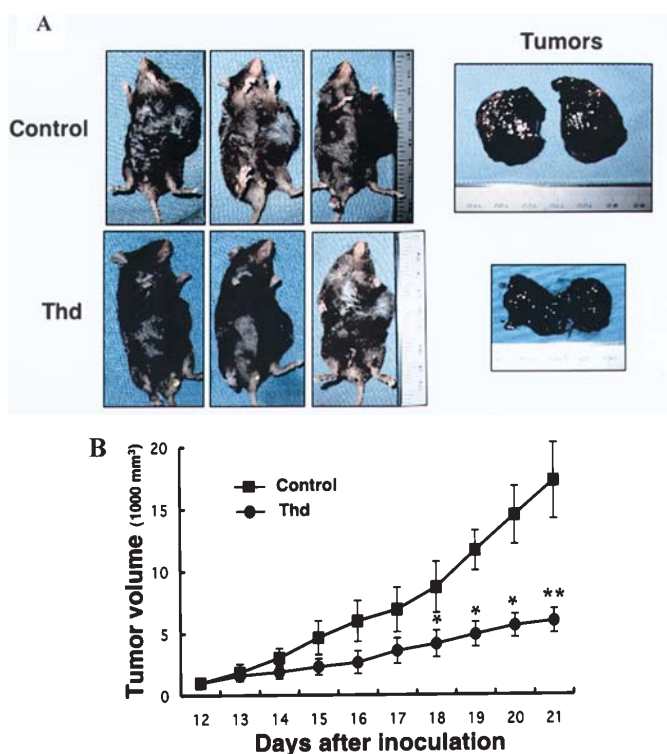 A
Tumors
Control
Thd
B
Tumor volume (1000 mm³)
20
15
10
5
0
Control
Thd
*
*
*
**
12 13 14 15 16 17 18 19 20 21
Days after inoculation